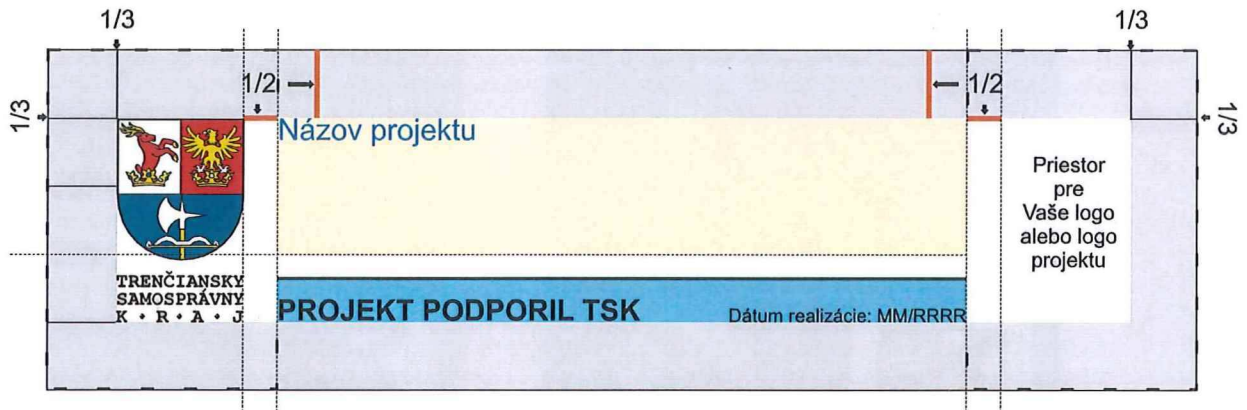 1/3
1/3
1/2
1/2
1/3
1/3
Názov projektu
TRENČIANSKY
SAMOSPRÁVNY
K • R • A • J
PROJEKT PODPORIL TSK
Dátum realizácie: MM/RRRR
Priestor
pre
Vaše logo
alebo logo
projektu